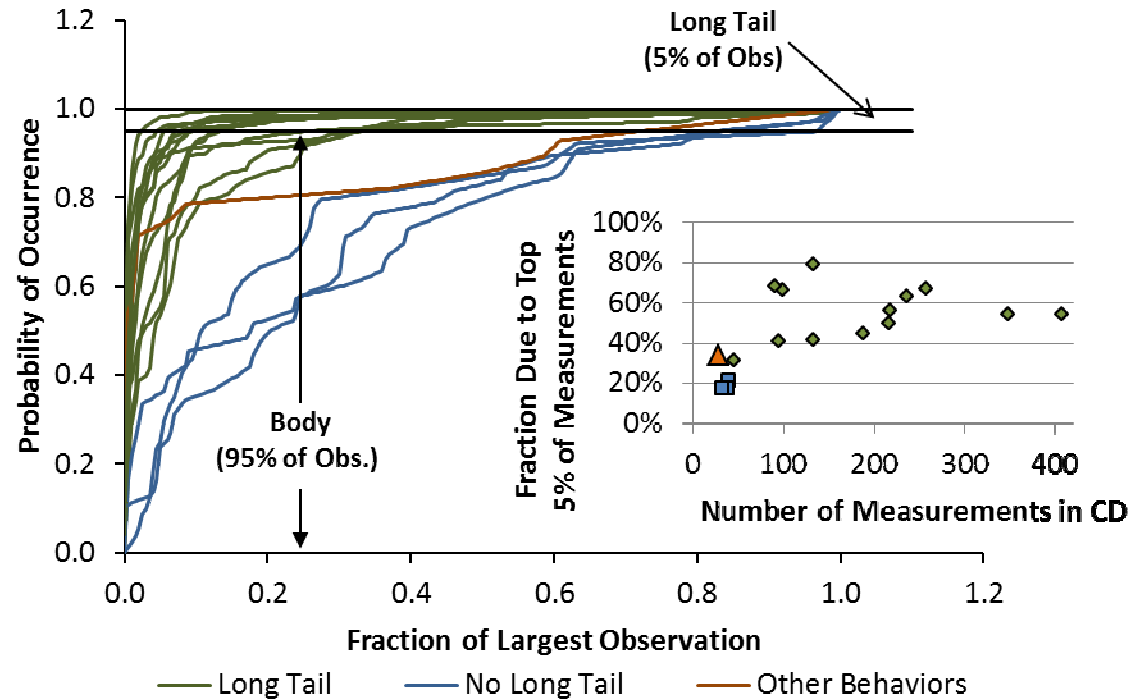 1.2
1.0
0.8
0.6
0.4
0.2
0.0
Probability of Occurrence
Long Tail
(5% of Obs)
Body
(95% of Obs.)
100%
80%
60%
40%
20%
0%
Fraction Due to Top
5% of Measurements
0 100 200 300 400
Number of Measurements in CD
0.0 0.2 0.4 0.6 0.8 1.0 1.2
Fraction of Largest Observation
Long Tail No Long Tail Other Behaviors